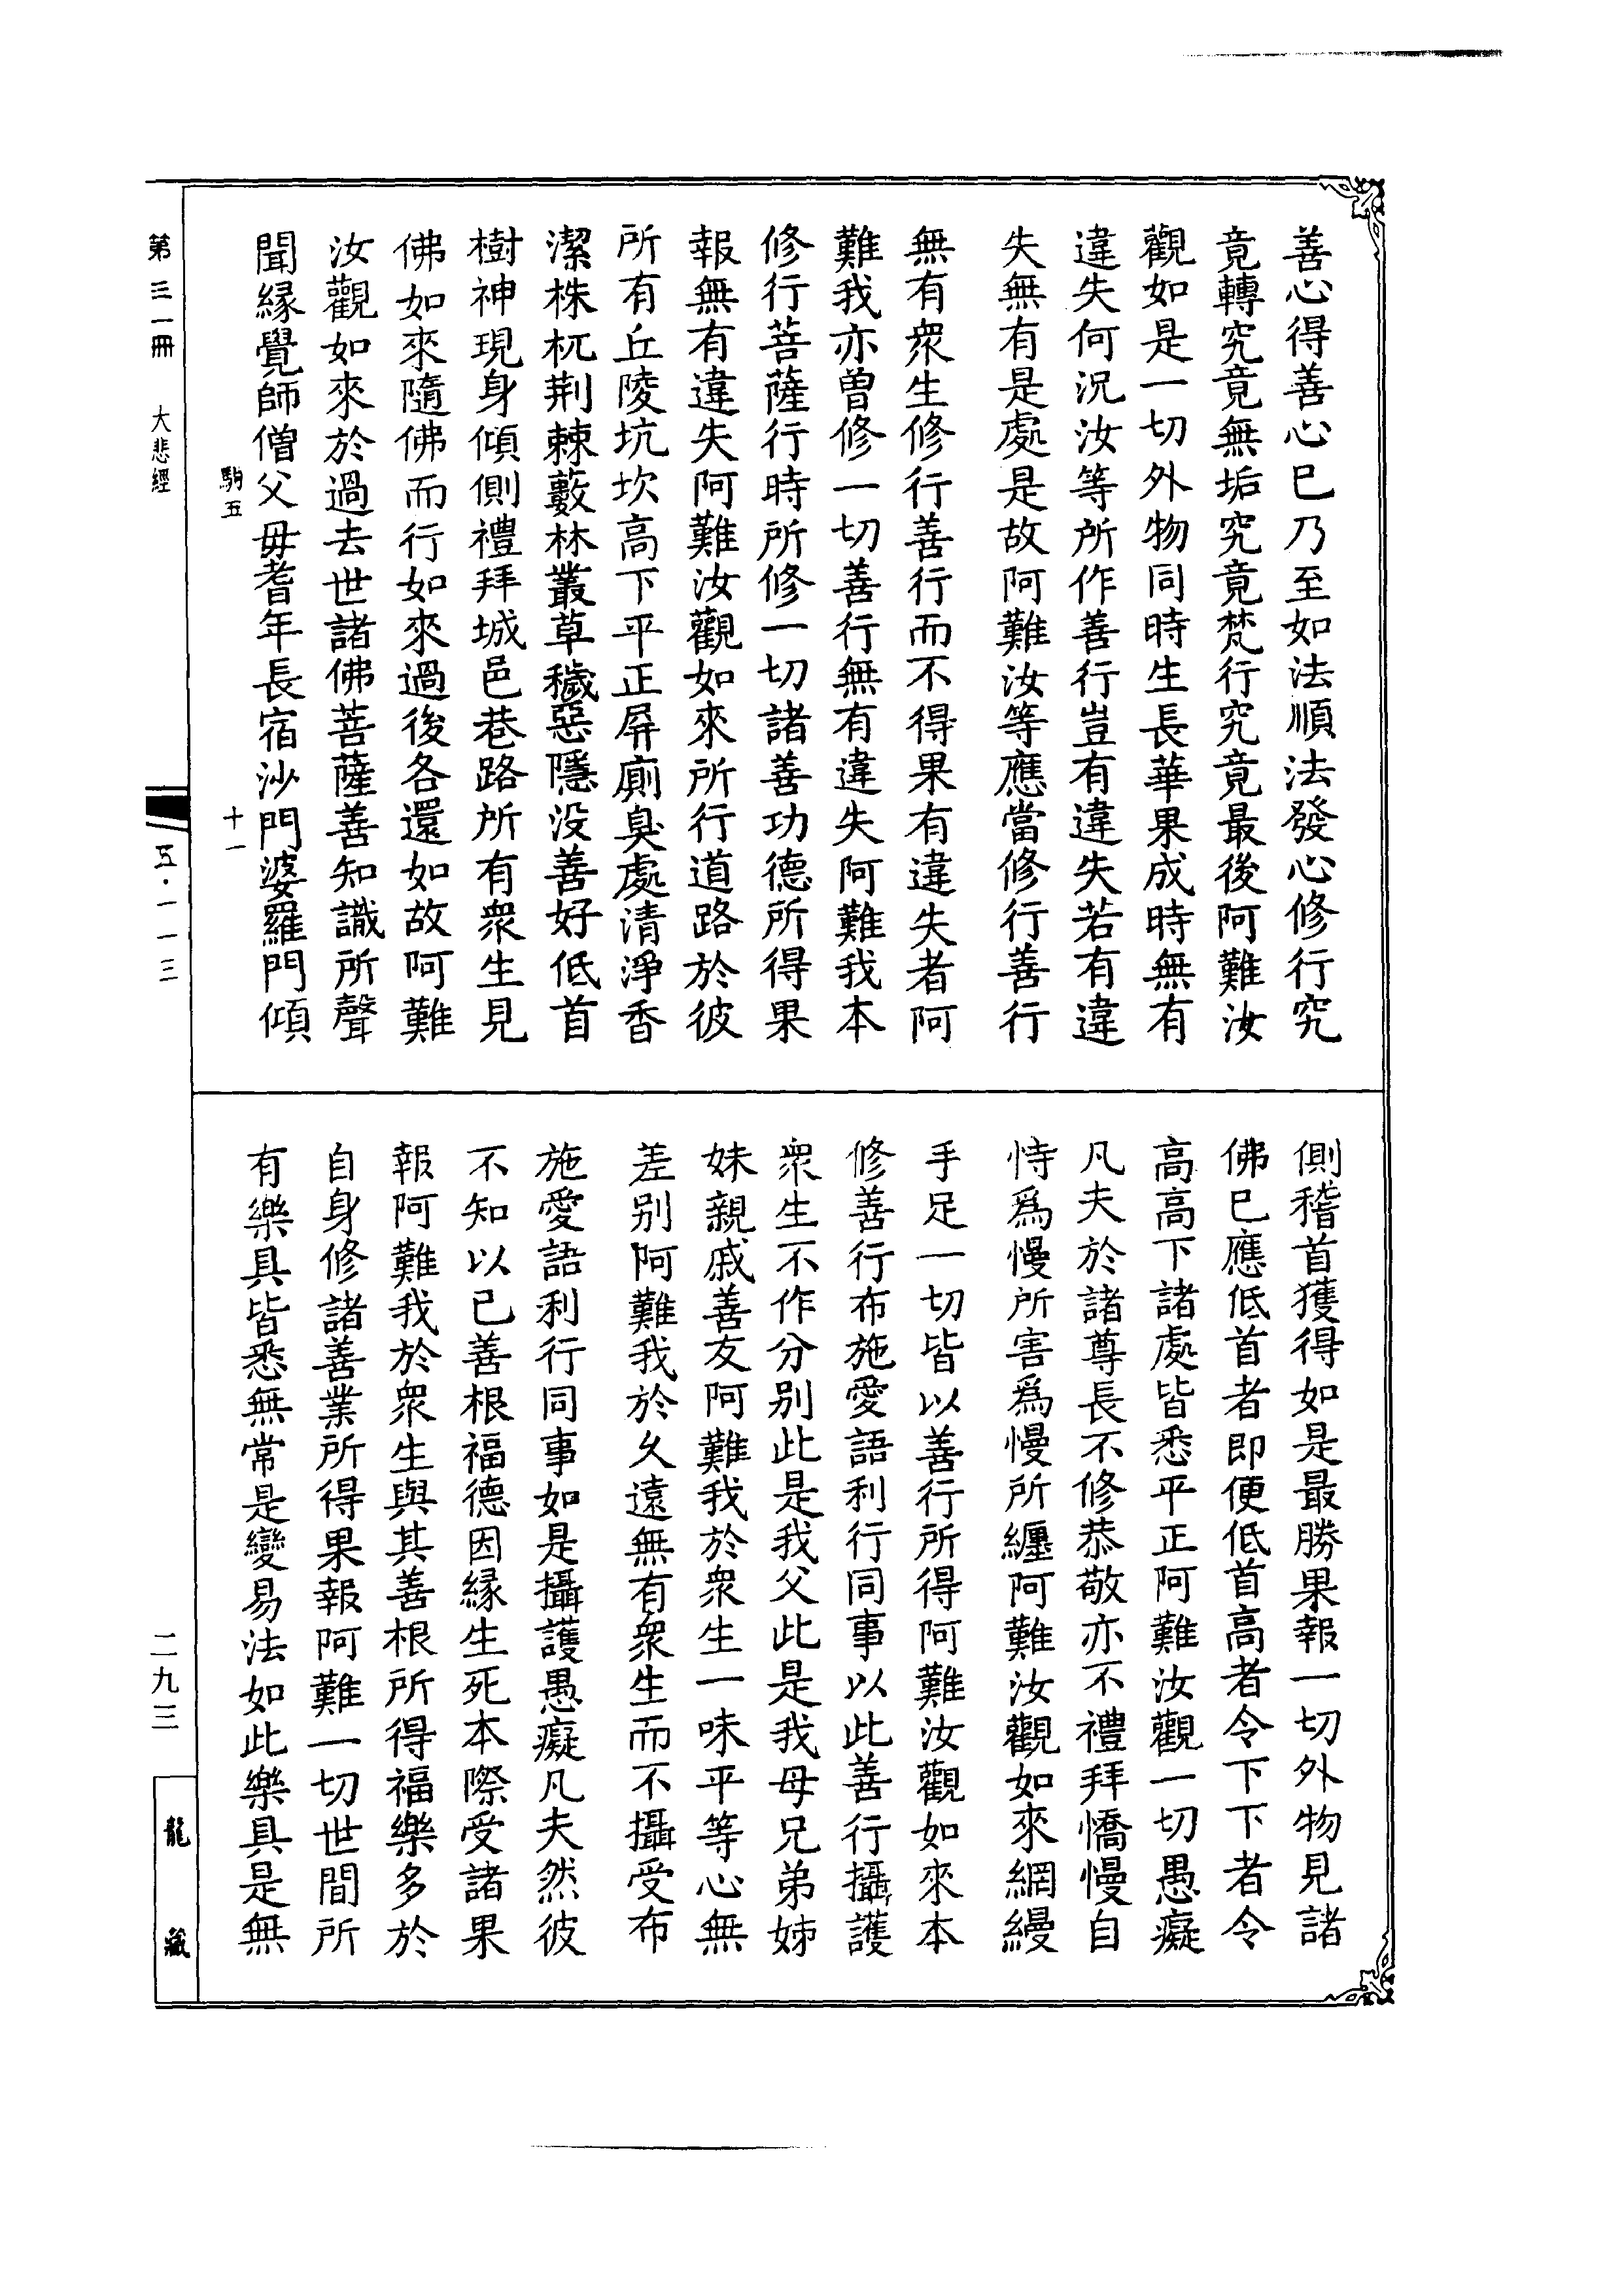 善心得善心已乃至如法順法發心修行究
竟轉究竟無垢究竟梵行究竟最後阿難汝
觀如是一切外物同時生長華果成時無有
違失何況汝等所作善行豈有違失若有違
失無有是處是故阿難汝等應當修行善行
無有眾生修行善行而不得果有違失者阿
難我亦曾修一切善行無有違失阿難我本
修行菩薩行時所修一切諸善功德所得果
報無有違失阿難汝觀如來所行道路於彼
所有丘陵坑坎高下平正屏廁臭處清淨香
潔株杌荆棘藪林叢草穢惡隱没善好低首
樹神現身傾側禮拜城邑巷路所有眾生見
佛如來隨佛而行如來過後各還如故阿難
汝觀如來於過去世諸佛菩薩善知識所聲
聞緣覺師僧父毋耆年長宿沙門婆羅門傾
側稽首獲得如是最勝果報一切外物見諸
佛已應低首者即便低首高者令下下者令
高高下諸處皆悉平正阿難汝觀一切愚癡
凡夫於諸尊長不修恭敬亦不禮拜憍慢自
恃爲慢所害爲慢所纏阿難汝觀如來網縵
手足一切皆以善行所得阿難汝觀如來本
修善行布施愛語利行同事以此善行攝護
眾生不作分别此是我父此是我母兄弟姊
妹親戚善友阿難我於眾生一味平等心無
差别阿難我於久遠無有眾生而不攝受布
施愛語利行同事如是攝護愚癡凡夫然彼
不知以已善根福德因緣生死本際受諸果
報阿難我於眾生與其善根所得福樂多於
自身修諸善業所得果報阿難一切世間所
有樂具皆悉無常是變易法如此樂具是無
駒五
十一
第三一冊
大悲經
五·一一三
二九三
龍藏